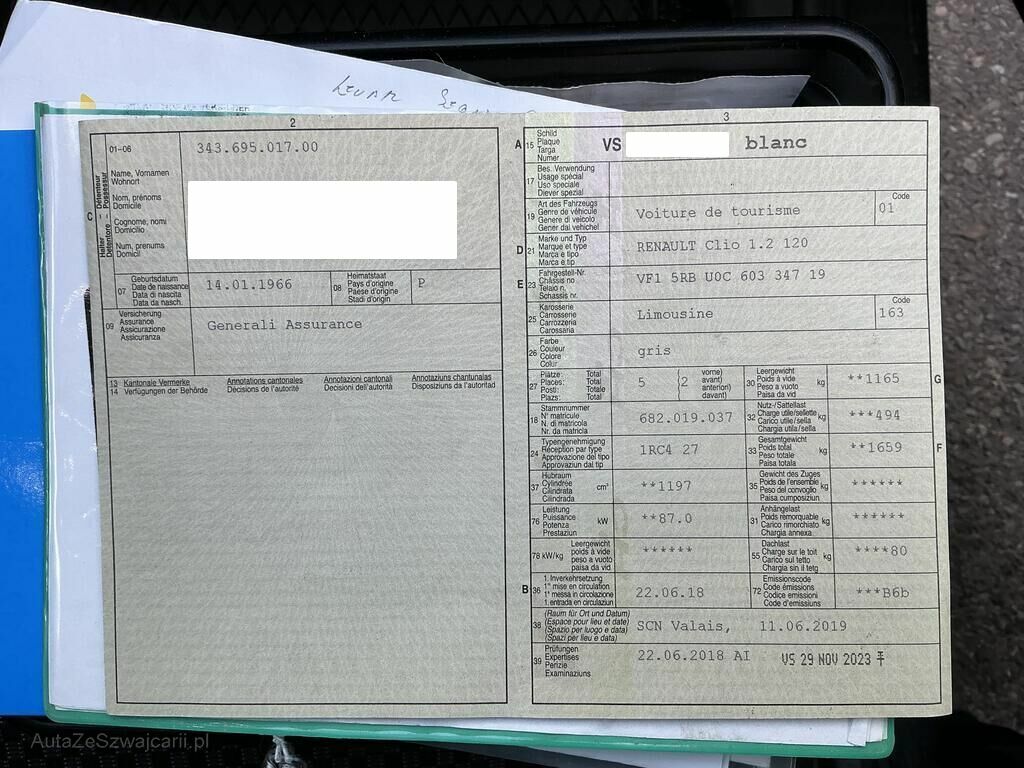 2
01-06
343.695.017.00
Halter Détenteur
Detentore Possessur
C
Name, Vornamen
Wohnort
Nom, prénoms
Domicile
Cognome, nomi
Domicilio
Num, prenums
Domicil
07
Geburtsdatum
Date de naissance
Data di nascita
Data da nasch.
14.01.1966
08
Heimatstaat
Pays d'origine
Paese d'origine
Stadi d'origin
P
09
Versicherung
Assurance
Assicurazione
Assicuranza
Generali Assurance
13 Kantonale Vermerke
14 Verfügungen der Behörde
Annotations cantonales
Décisions de l'autorité
Annotazioni cantonali
Decisioni dell'autorità
Annotaziuns chantunalas
Disposiziuns da l'autoritad
3
A 15
Schild
Plaque
Targa
Numer
VS blanc
17
Bes. Verwendung
Usage spécial
Uso speciale
Diever spezial
19
Art des Fahrzeugs
Genre de véhicule
Genere di veicolo
Gener dal vehichel
Voiture de tourisme
Code
01
D 21
Marke und Typ
Marque et type
Marca e tipo
Marca e tip
RENAULT Clio 1.2 120
E 23
Fahrgestell-Nr.
Châssis no
Telaio n.
Schassis nr.
VF1 5RB U0C 603 347 19
25
Karosserie
Carrosserie
Carrozzeria
Carossaria
Limousine
Code
163
26
Farbe
Couleur
Colore
Colur
gris
27
Plätze: Total
Places: Total
Posti: Totale
Plazs: Total
5
(2
vorne)
avant)
anteriori)
davant)
30
Leergewicht
Poids à vide
Peso a vuoto
Paisa da vid
kg
**1165
G
18
Stammnummer
N° matricule
N. di matricola
Nr. da matricla
682.019.037
32
Nutz-/Sattellast
Charge utile/sellette
Carico utile/sella
Chargia utila/sella
kg
***494
24
Typengenehmigung
Réception par type
Approvazione del tipo
Approvaziun dal tip
1RC4 27
33
Gesamtgewicht
Poids total
Peso totale
Paisa totala
kg
**1659
F
37
Hubraum
Cylindrée
Cilindrata
Cilindrada
cm³
**1197
35
Gewicht des Zuges
Poids de l'ensemble
Peso del convoglio
Paisa cumposiziun
kg
******
76
Leistung
Puissance
Potenza
Prestaziun
kW
**87.0
31
Anhängelast
Poids remorquable
Carico rimorchiato
Chargia annexa
kg
******
78 kW/kg
Leergewicht
poids à vide
peso a vuoto
paisa da vid
******
55
Dachlast
Charge sur le toit
Carico sul tetto
Chargia sin il tetg
kg
****80
B 36
1. Inverkehrsetzung
1re mise en circulation
1a messa in circolazione
1. entrada en circulaziun
22.06.18
72
Emissionscode
Code émissions
Codice emissioni
Code d'emissiuns
***B6b
38
(Raum für Ort und Datum)
(Espace pour lieu et date)
(Spazio per luogo e data)
(Spazi per lieu e data)
SCN Valais, 11.06.2019
39
Prüfungen
Expertises
Perizie
Examinaziuns
22.06.2018 AI
VS 29 NOV 2023
AutaZeSzwajcarii.pl